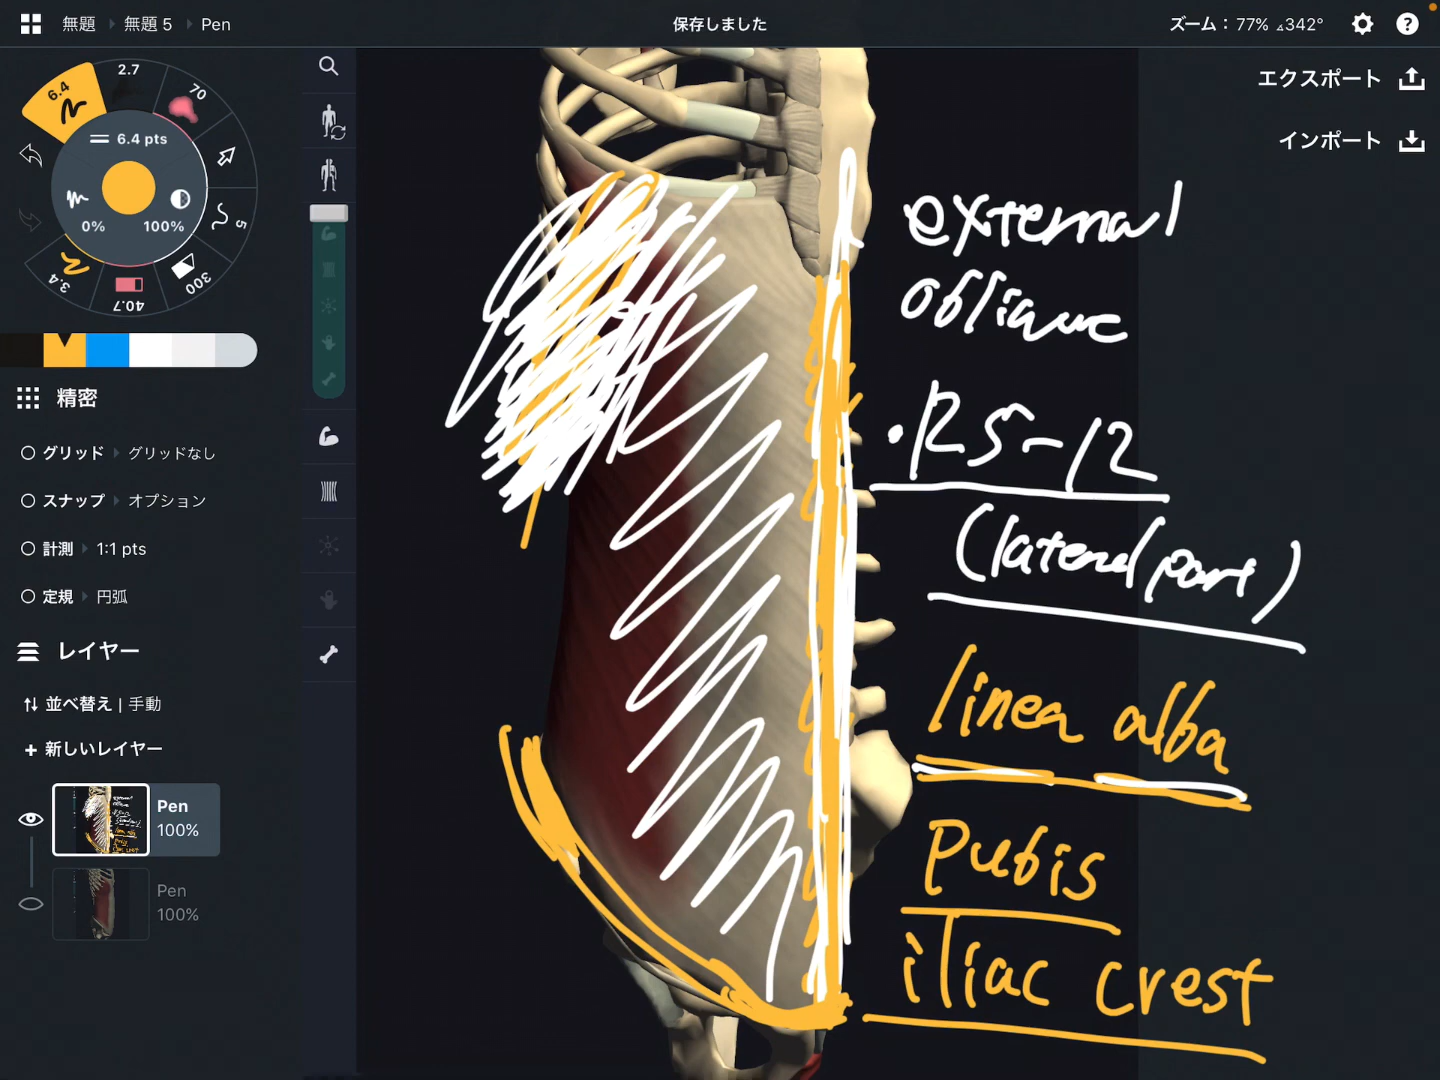 無題 無題 5 Pen
保存しました
ズーム：77% ⦟342°
エクスポート
インポート
2.7
6.4
70
6.4 pts
0% 100%
5
3.4
40.7
300
精密
グリッド グリッドなし
スナップ オプション
計測 1:1 pts
定規 円弧
レイヤー
並べ替え | 手動
+ 新しいレイヤー
Pen
100%
Pen
100%
external
oblique
・R5-12
(lateral part)
linea alba
Pubis
iliac crest